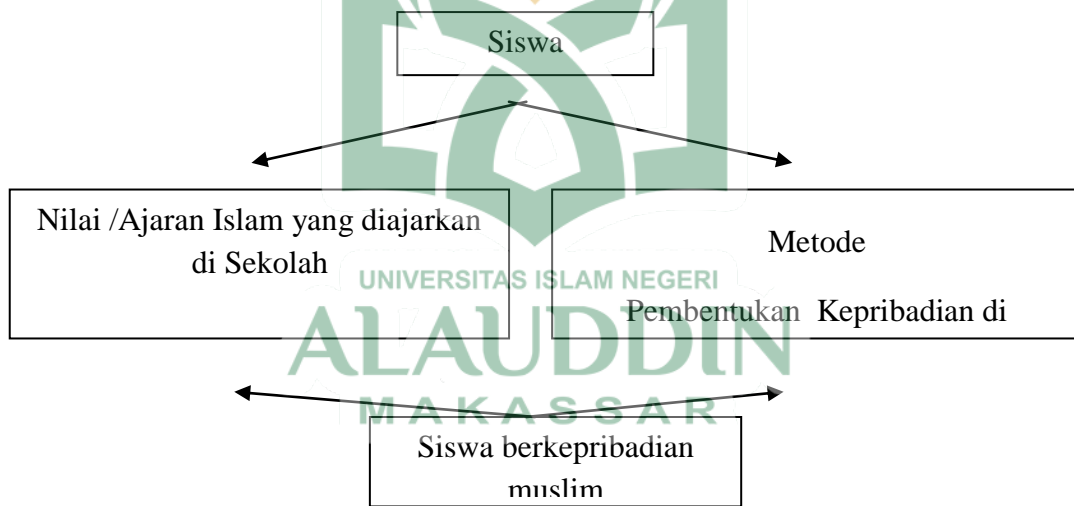 Siswa
Nilai /Ajaran Islam yang diajarkan
di Sekolah
Metode
Pembentukan Kepribadian di
UNIVERSITAS ISLAM NEGERI
ALAUDDIN
MAKASSAR
Siswa berkepribadian
muslim